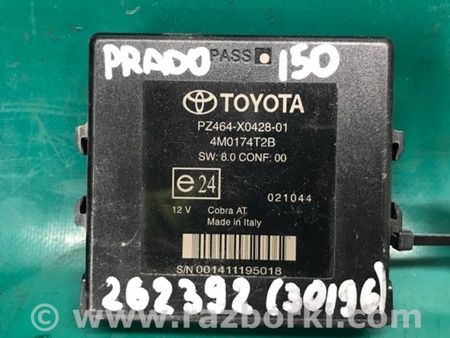 PASS
PRADO 150
TOYOTA
PZ464-X0428-01
4M0174T2B
SW: 8.0 CONF: 00
e24
021044
12 V Cobra AT
Made in Italy
S/N 001411195018
262392 (30196)
© www.razborki.com